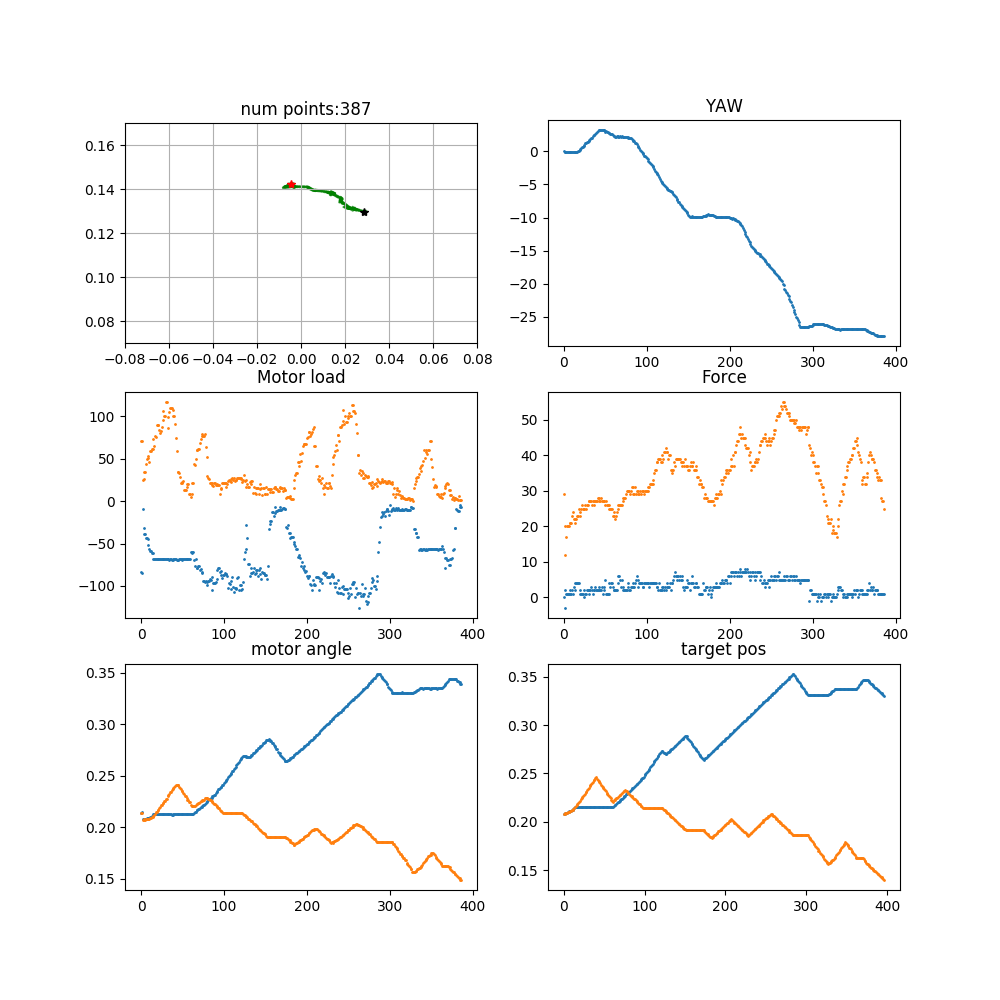 num points:387
YAW
0.16
0.14
0.12
0.10
0.08
−0.08 −0.06 −0.04 −0.02 0.00 0.02 0.04 0.06 0.08
0
−5
−10
−15
−20
−25
0 100 200 300 400
Motor load
Force
100
50
0
−50
−100
0 100 200 300 400
50
40
30
20
10
0
0 100 200 300 400
motor angle
target pos
0.35
0.30
0.25
0.20
0.15
0 100 200 300 400
0.35
0.30
0.25
0.20
0.15
0 100 200 300 400